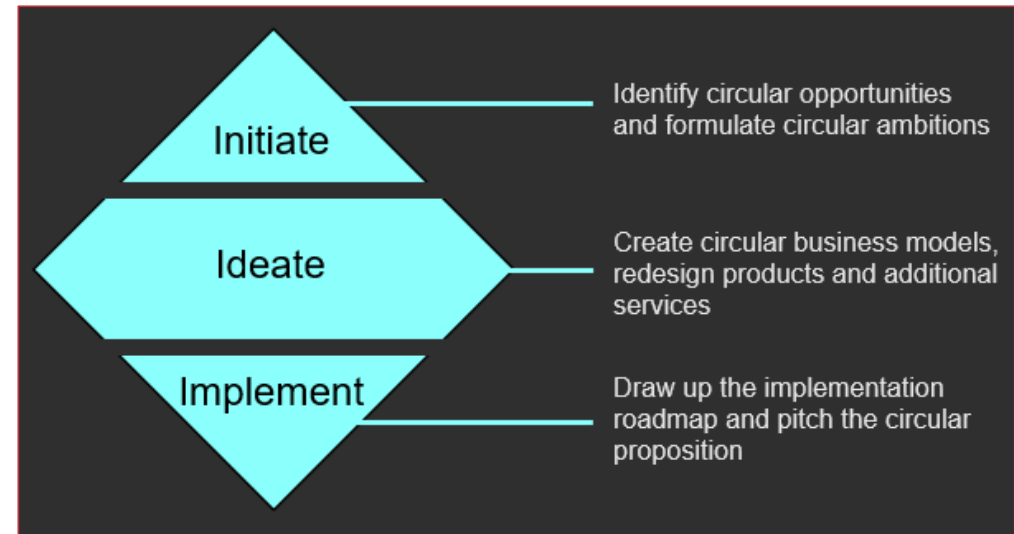 Initiate
Identify circular opportunities
and formulate circular ambitions
Ideate
Create circular business models,
redesign products and additional
services
Implement
Draw up the implementation
roadmap and pitch the circular
proposition